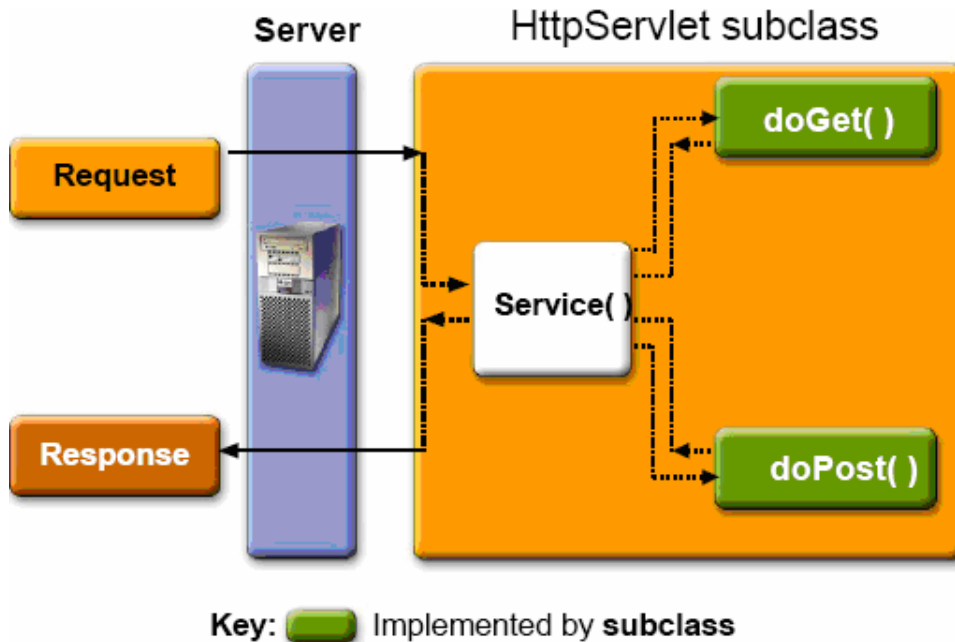 Server
HttpServlet subclass
Request
doGet( )
Service( )
Response
doPost( )
Key: Implemented by subclass